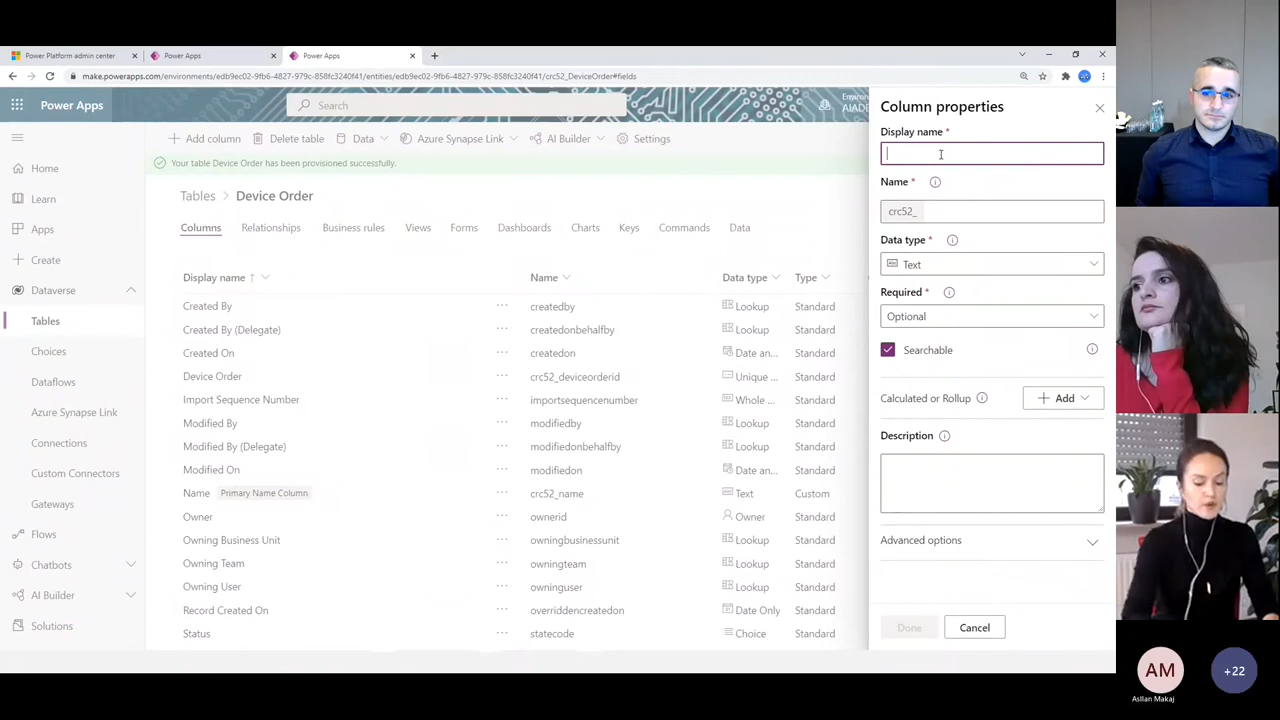 Power Platform admin center
Power Apps
Power Apps
make.powerapps.com/environments/edb9ec02-9fb6-4827-979c-858fc3240f41/entities/edb9ec02-9fb6-4827-979c-858fc3240f41/crc52_DeviceOrder#fields
Power Apps
Search
Environ
AIADE
Add column
Delete table
Data
Azure Synapse Link
AI Builder
Settings
Your table Device Order has been provisioned successfully.
Home
Learn
Apps
Create
Dataverse
Tables
Choices
Dataflows
Azure Synapse Link
Connections
Custom Connectors
Gateways
Flows
Chatbots
AI Builder
Solutions
Tables > Device Order
Columns Relationships Business rules Views Forms Dashboards Charts Keys Commands Data
Display name ↑ Name Data type Type
Created By ... createdby Lookup Standard
Created By (Delegate) ... createdonbehalfby Lookup Standard
Created On ... createdon Date an... Standard
Device Order ... crc52_deviceorderid Unique ... Standard
Import Sequence Number ... importsequencenumber Whole ... Standard
Modified By ... modifiedby Lookup Standard
Modified By (Delegate) ... modifiedonbehalfby Lookup Standard
Modified On ... modifiedon Date an... Standard
Name Primary Name Column ... crc52_name Text Custom
Owner ... ownerid Owner Standard
Owning Business Unit ... owningbusinessunit Lookup Standard
Owning Team ... owningteam Lookup Standard
Owning User ... owninguser Lookup Standard
Record Created On ... overriddencreatedon Date Only Standard
Status ... statecode Choice Standard
Column properties
Display name *
Name *
crc52_
Data type *
Abc Text
Required *
Optional
Searchable
Calculated or Rollup
Add
Description
Advanced options
Done
Cancel
AM
Asllan Makaj
+22